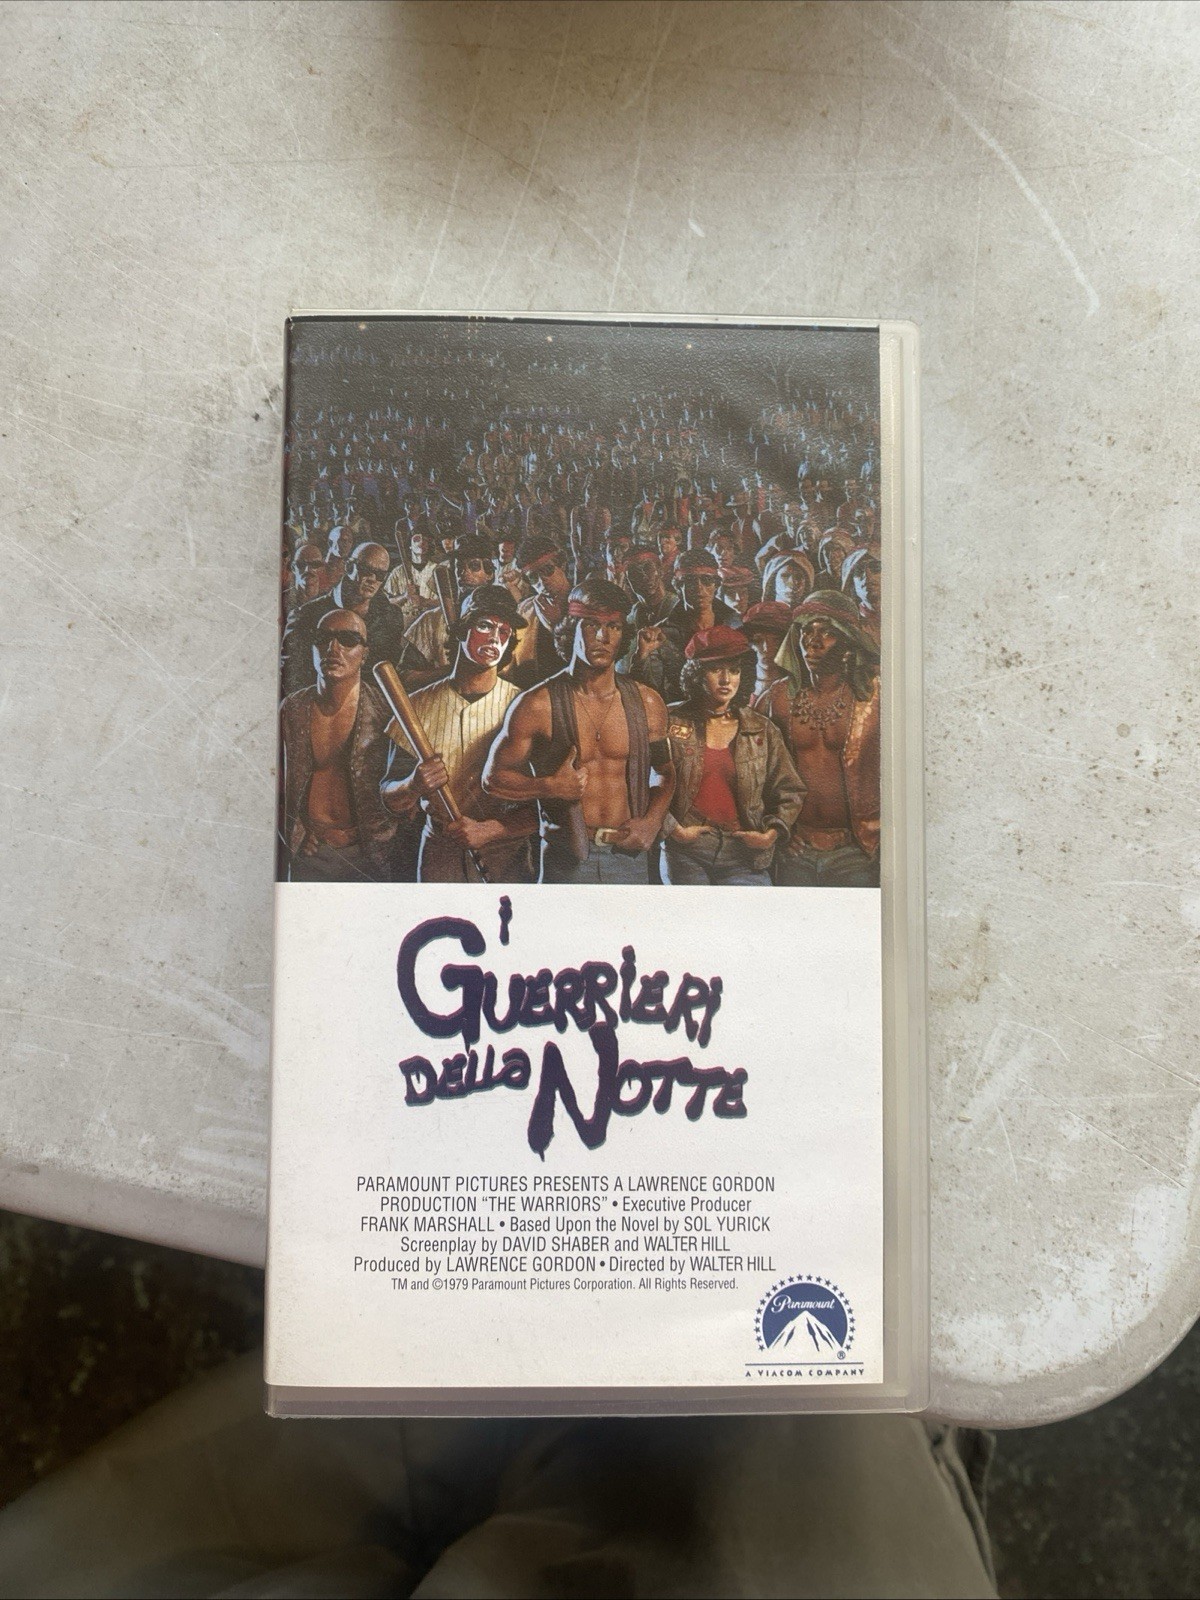 i
GUERRIERI
DELLA NOTTE
PARAMOUNT PICTURES PRESENTS A LAWRENCE GORDON
PRODUCTION “THE WARRIORS” • Executive Producer
FRANK MARSHALL • Based Upon the Novel by SOL YURICK
Screenplay by DAVID SHABER and WALTER HILL
Produced by LAWRENCE GORDON • Directed by WALTER HILL
TM and ©1979 Paramount Pictures Corporation. All Rights Reserved.
Paramount
®
A VIACOM COMPANY